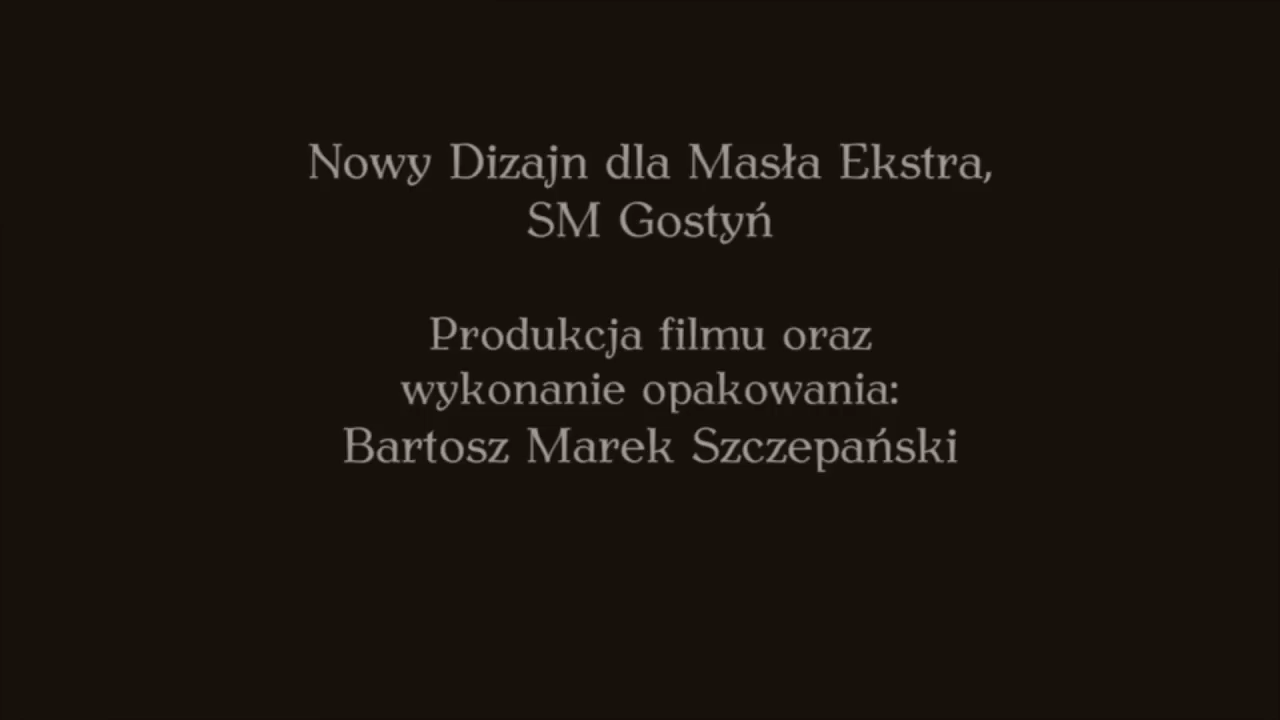 Nowy Dizajn dla Masła Ekstra,
SM Gostyń
Produkcja filmu oraz
wykonanie opakowania:
Bartosz Marek Szczepański